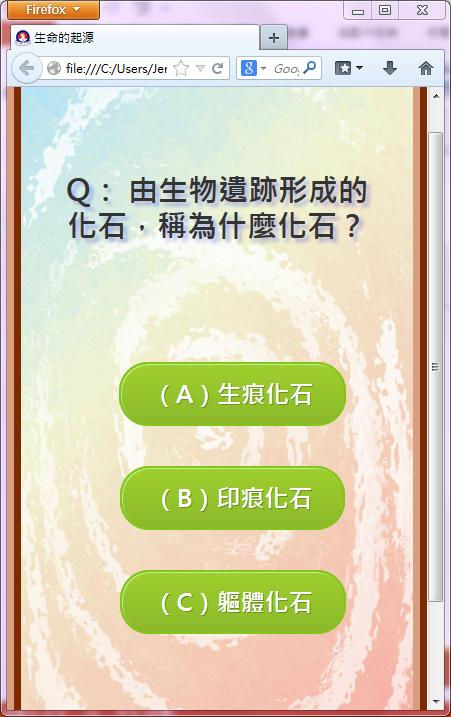 Firefox
生命的起源
file:///C:/Users/Jer
Goo
Q： 由生物遺跡形成的
化石，稱為什麼化石？
（A）生痕化石
（B）印痕化石
（C）軀體化石